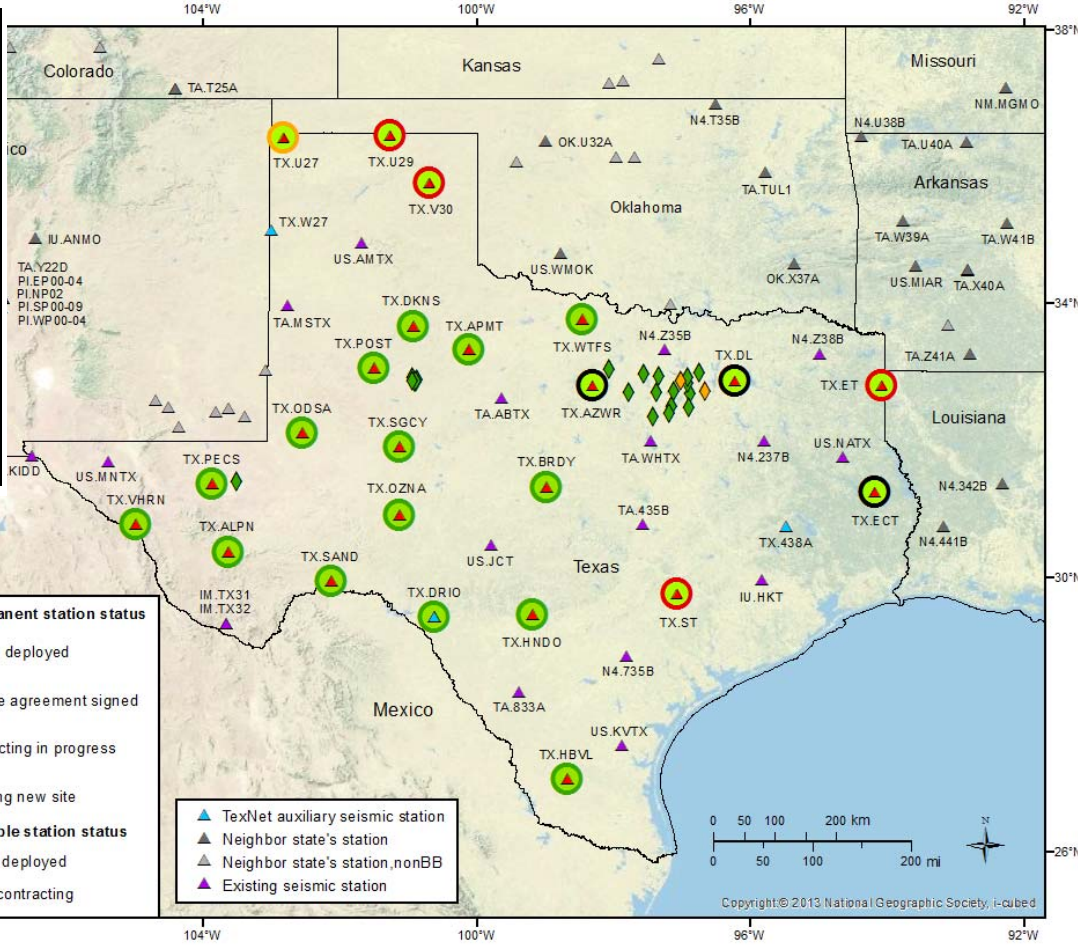 104°W 100°W 96°W 92°W
38°N
Colorado
Kansas
Missouri
TA.T25A
NM.MGMO
N4.T35B
N4.U38B
ico
TX.U27
TX.U29
OK.U32A
TA.U40A
TX.V30
TA.TUL1
Arkansas
Oklahoma
TX.W27
TA.W39A
TA.W41B
IU.ANMO
US.AMTX
US.WMOK
OK.X37A
US.MIAR
TA.X40A
TA.Y22D
PI.EP00-04
PI.NP02
PI.SP00-09
PI.WP00-04
34°N
TX.DKNS
TA.MSTX
TX.APMT
TX.WTFS
N4.Z35B
N4.Z38B
TX.POST
TX.DL
TA.Z41A
TX.ET
TA.ABTX
TX.AZWR
TX.ODSA
TX.SGCY
Louisiana
TA.WHTX
N4.237B
US.NATX
.KIDD
US.MNTX
TX.PECS
TX.BRDY
TX.OZNA
N4.342B
TX.VHRN
TX.ALPN
TA.435B
TX.ECT
TX.438A
N4.441B
TX.SAND
US.JCT
Texas
30°N
IM.TX31
IM.TX32
TX.DRIO
IU.HKT
TX.ST
TX.HNDO
N4.735B
Mexico
TA.833A
US.KVTX
TX.HBVL
anent station status
deployed
e agreement signed
cting in progress
ng new site
ble station status
deployed
contracting
TexNet auxiliary seismic station
Neighbor state's station
Neighbor state's station,nonBB
Existing seismic station
0 50 100 200 km
0 50 100 200 mi
N
26°N
Copyright:© 2013 National Geographic Society, i-cubed
104°W 100°W 96°W 92°W